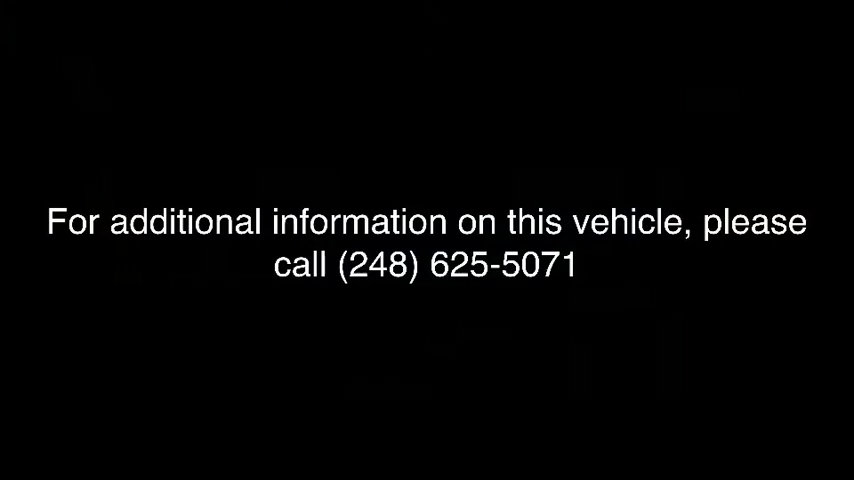 For additional information on this vehicle, please
call (248) 625-5071